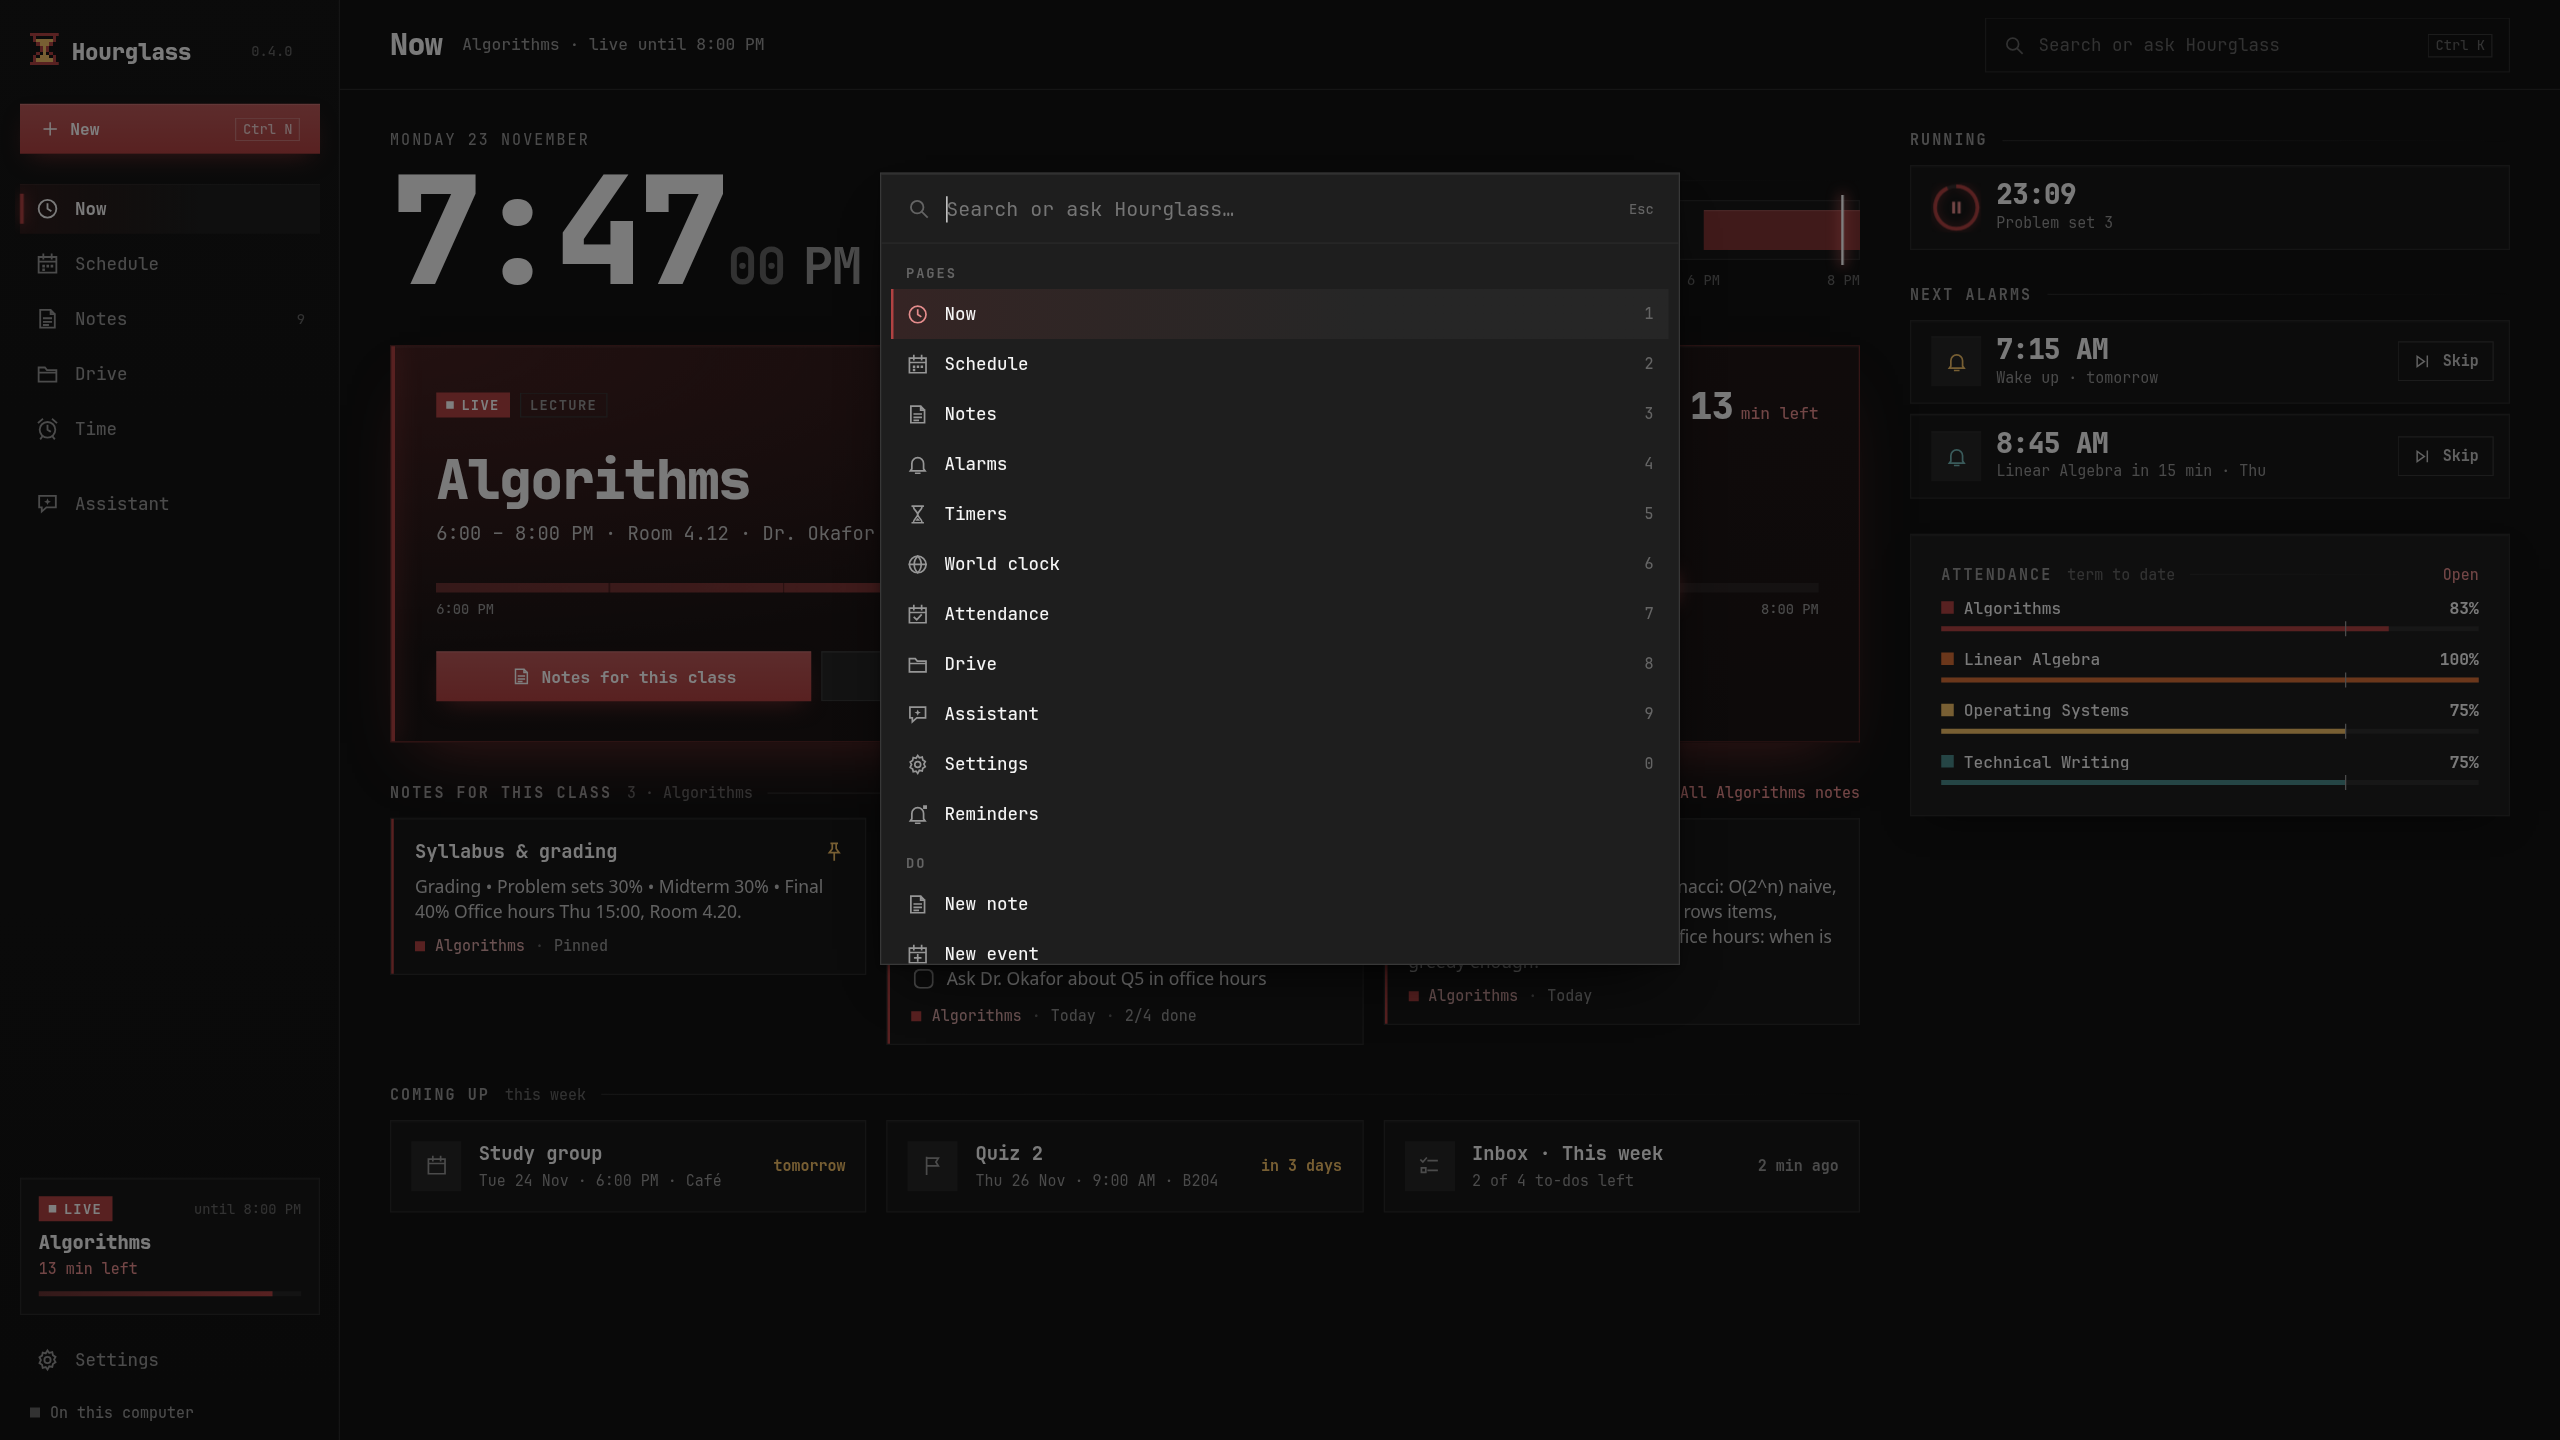 Hourglass 0.4.0
New Ctrl N
Now
Schedule
Notes 9
Drive
Time
Assistant
LIVE until 8:00 PM
Algorithms
13 min left
Settings
On this computer
Now Algorithms · live until 8:00 PM
Search or ask Hourglass Ctrl K
MONDAY 23 NOVEMBER
7:47 00 PM
6 PM 8 PM
LIVE LECTURE
13 min left
Algorithms
6:00 – 8:00 PM · Room 4.12 · Dr. Okafor
6:00 PM 8:00 PM
Notes for this class
NOTES FOR THIS CLASS 3 · Algorithms
All Algorithms notes
Syllabus & grading
Grading • Problem sets 30% • Midterm 30% • Final
40% Office hours Thu 15:00, Room 4.20.
Algorithms · Pinned
Ask Dr. Okafor about Q5 in office hours
Algorithms · Today · 2/4 done
nacci: O(2^n) naive,
rows items,
fice hours: when is
greedy enough?
Algorithms · Today
COMING UP this week
Study group
Tue 24 Nov · 6:00 PM · Café
tomorrow
Quiz 2
Thu 26 Nov · 9:00 AM · B204
in 3 days
Inbox · This week
2 of 4 to-dos left
2 min ago
Search or ask Hourglass… Esc
PAGES
Now 1
Schedule 2
Notes 3
Alarms 4
Timers 5
World clock 6
Attendance 7
Drive 8
Assistant 9
Settings 0
Reminders
DO
New note
New event
RUNNING
23:09
Problem set 3
NEXT ALARMS
7:15 AM
Wake up · tomorrow
Skip
8:45 AM
Linear Algebra in 15 min · Thu
Skip
ATTENDANCE term to date Open
Algorithms 83%
Linear Algebra 100%
Operating Systems 75%
Technical Writing 75%